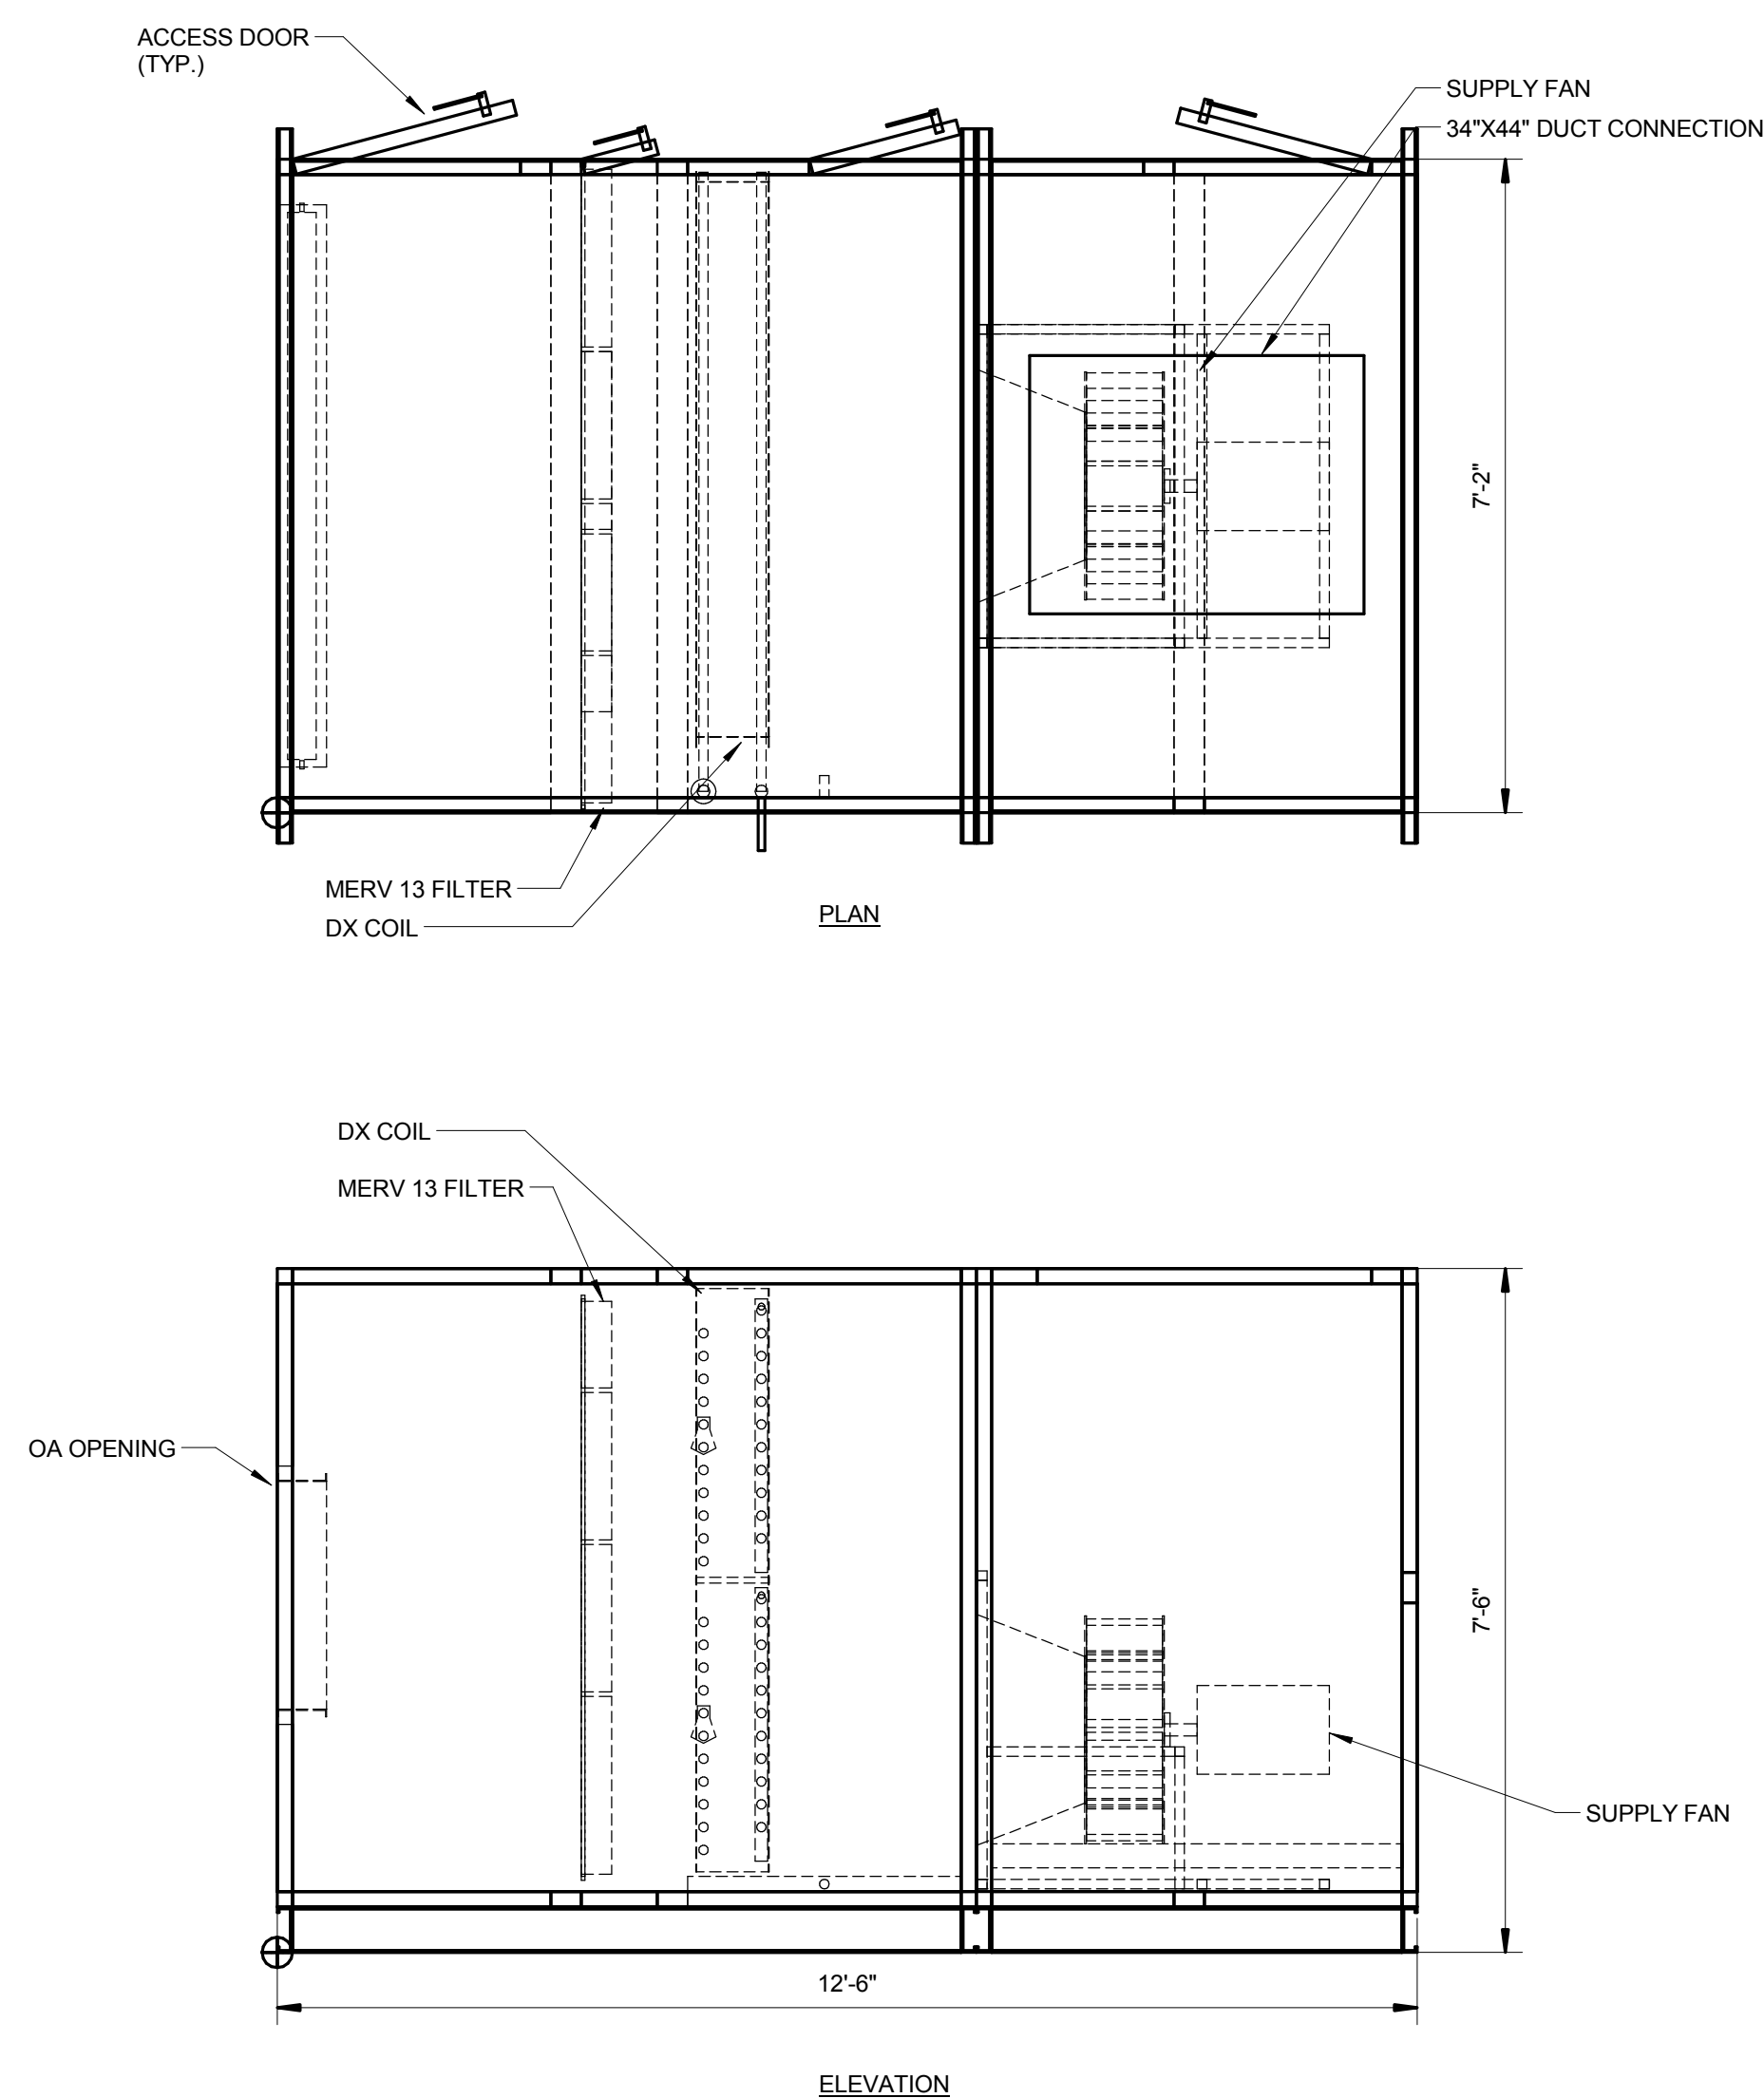 ACCESS DOOR
(TYP.)
SUPPLY FAN
34"X44" DUCT CONNECTION
7'-2"
MERV 13 FILTER
DX COIL
PLAN
DX COIL
MERV 13 FILTER
OA OPENING
7'-6"
SUPPLY FAN
12'-6"
ELEVATION